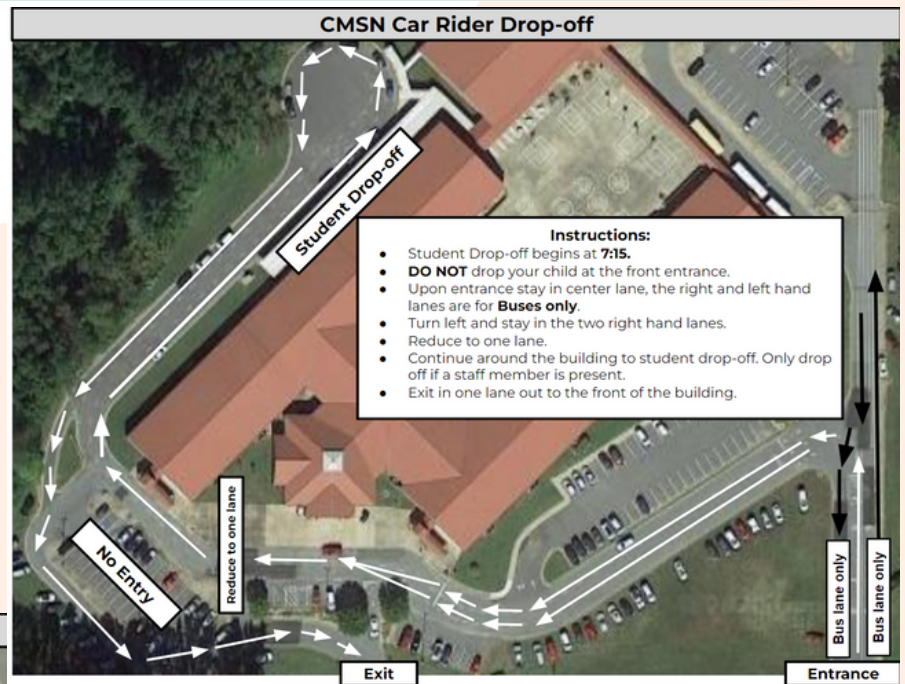 CMSN Car Rider Drop-off
Student Drop-off
Instructions:
● Student Drop-off begins at 7:15.
● DO NOT drop your child at the front entrance.
● Upon entrance stay in center lane, the right and left hand
lanes are for Buses only.
● Turn left and stay in the two right hand lanes.
● Reduce to one lane.
● Continue around the building to student drop-off. Only drop
off if a staff member is present.
● Exit in one lane out to the front of the building.
Reduce to one lane
No Entry
Bus lane only
Bus lane only
Exit
Entrance